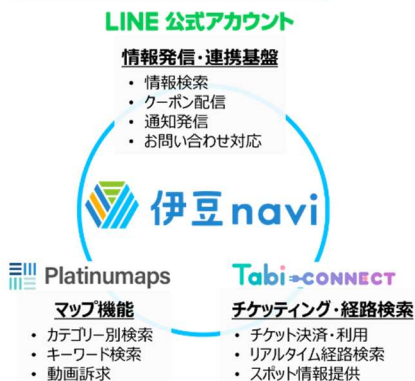 LINE 公式アカウント
情報発信・連携基盤
• 情報検索
• クーポン配信
• 通知発信
• お問い合わせ対応
伊豆navi
Platinumaps
Tabi CONNECT
マップ機能
• カテゴリー別検索
• キーワード検索
• 動画訴求
チケッティング・経路検索
• チケット決済・利用
• リアルタイム経路検索
• スポット情報提供